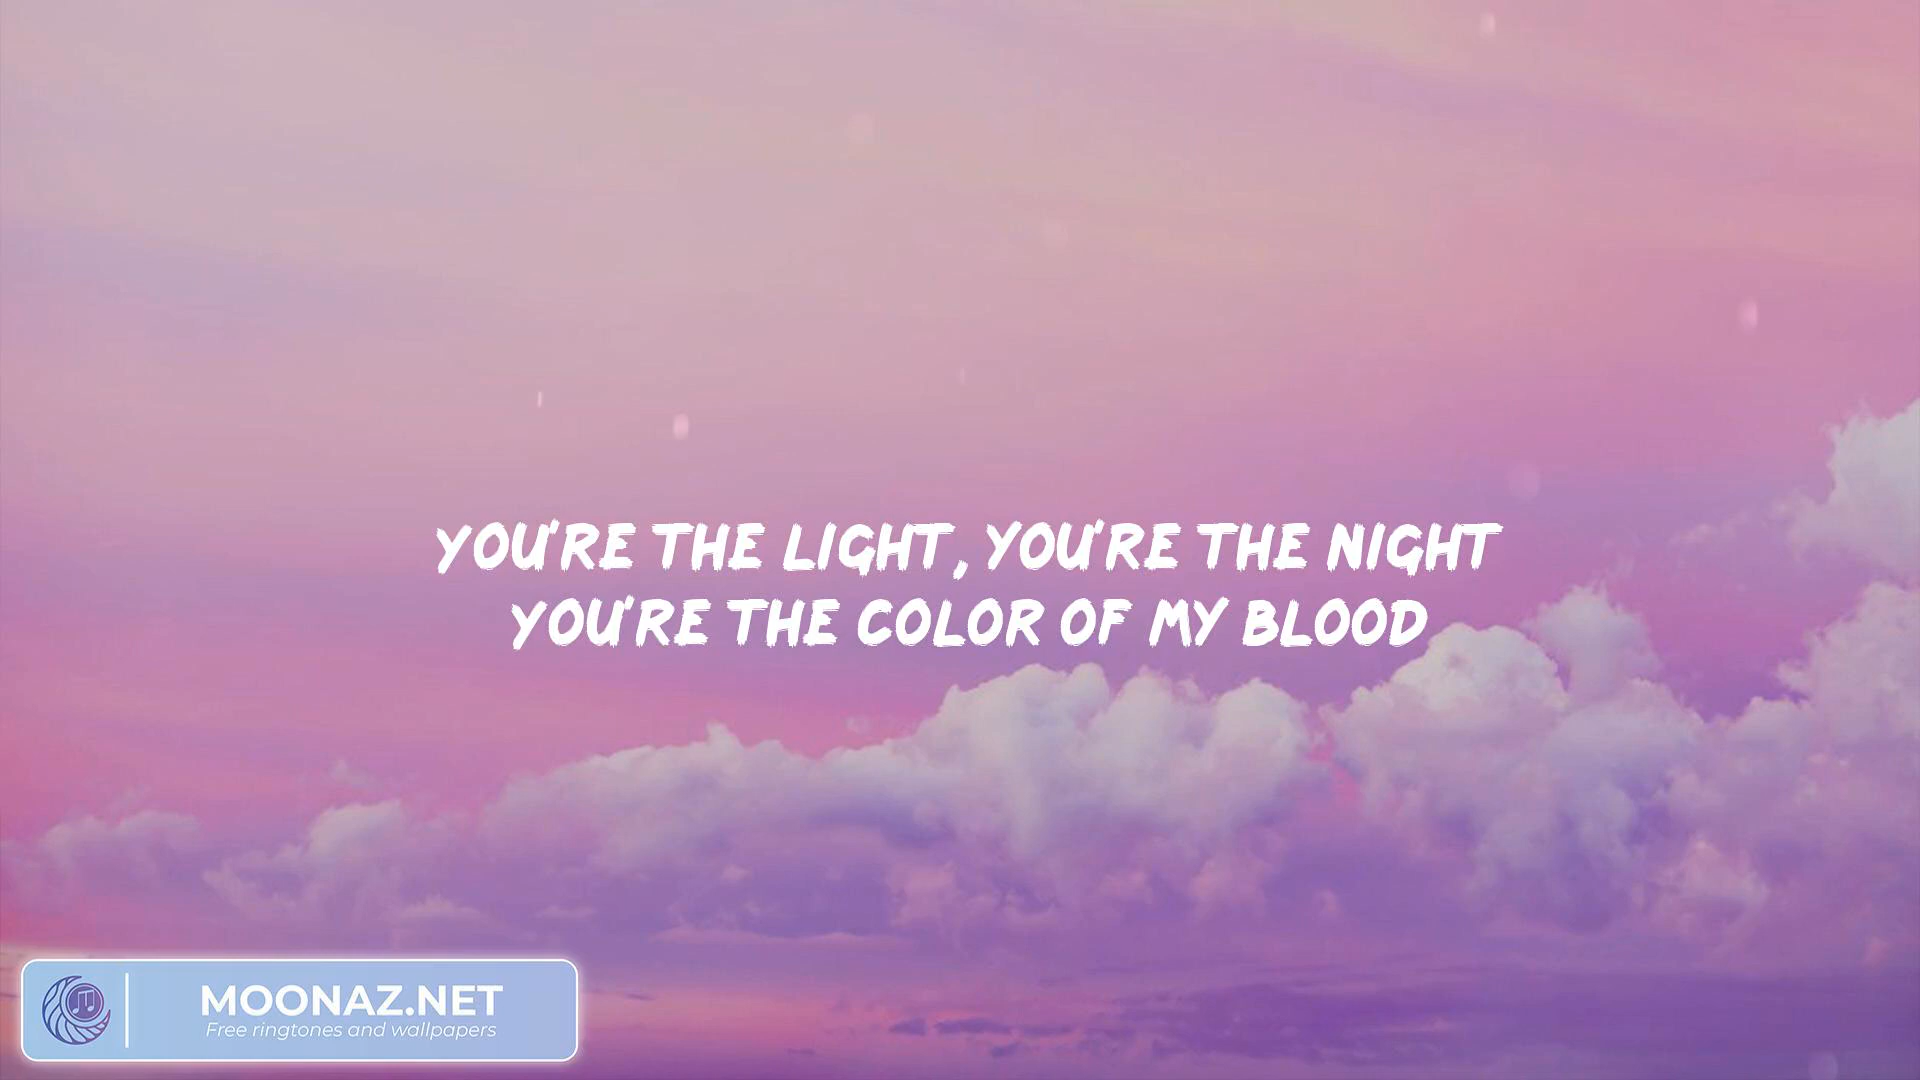 YOU'RE THE LIGHT, YOU'RE THE NIGHT
YOU'RE THE COLOR OF MY BLOOD
MOONAZ.NET
Free ringtones and wallpapers